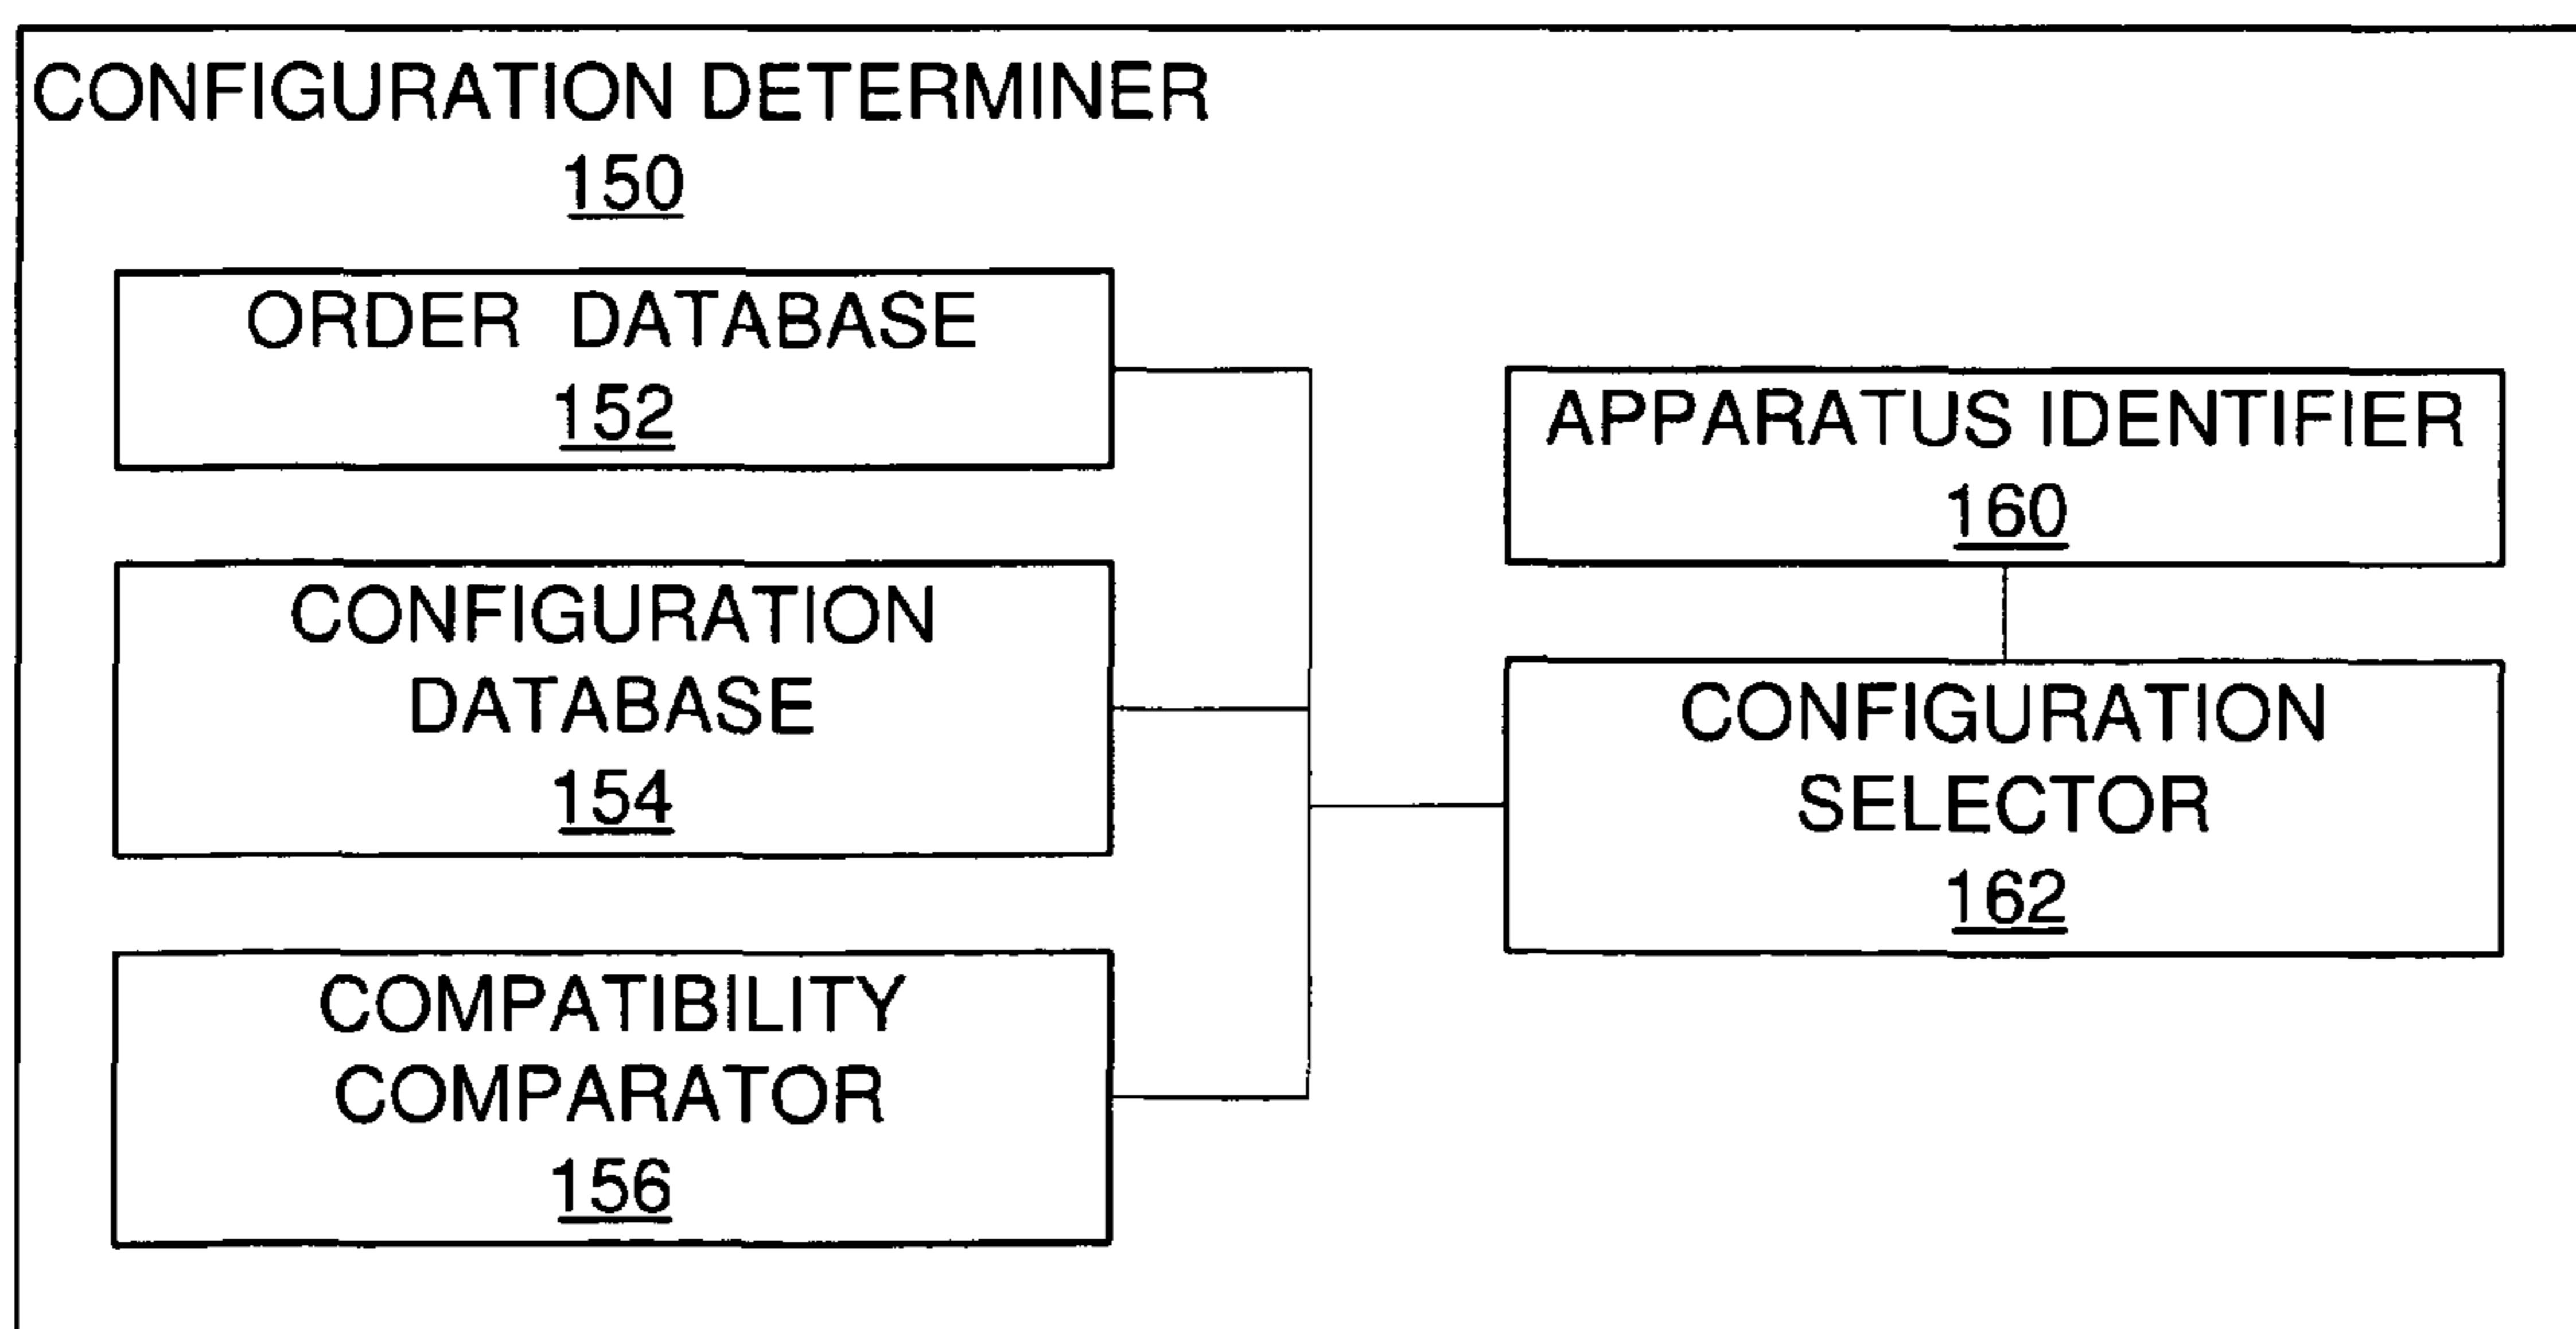 CONFIGURATION DETERMINER
150
ORDER DATABASE
152
CONFIGURATION
DATABASE
154
COMPATIBILITY
COMPARATOR
156
APPARATUS IDENTIFIER
160
CONFIGURATION
SELECTOR
162